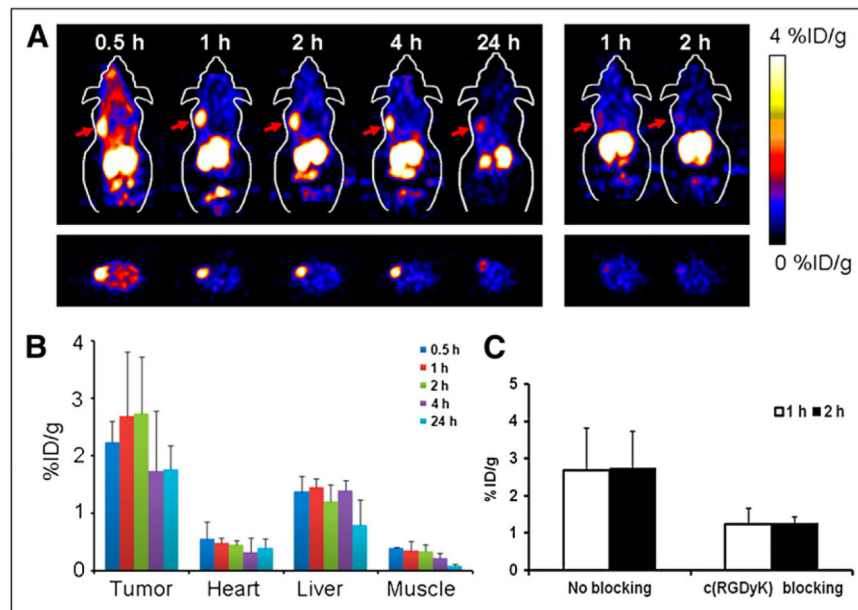 A
0.5 h 1 h 2 h 4 h 24 h
1 h 2 h
4 %ID/g
0 %ID/g
B
%ID/g
4
3
2
1
0
0.5 h
1 h
2 h
4 h
24 h
Tumor Heart Liver Muscle
C
%ID/g
5
4
3
2
1
0
1 h 2 h
No blocking c(RGDyK) blocking